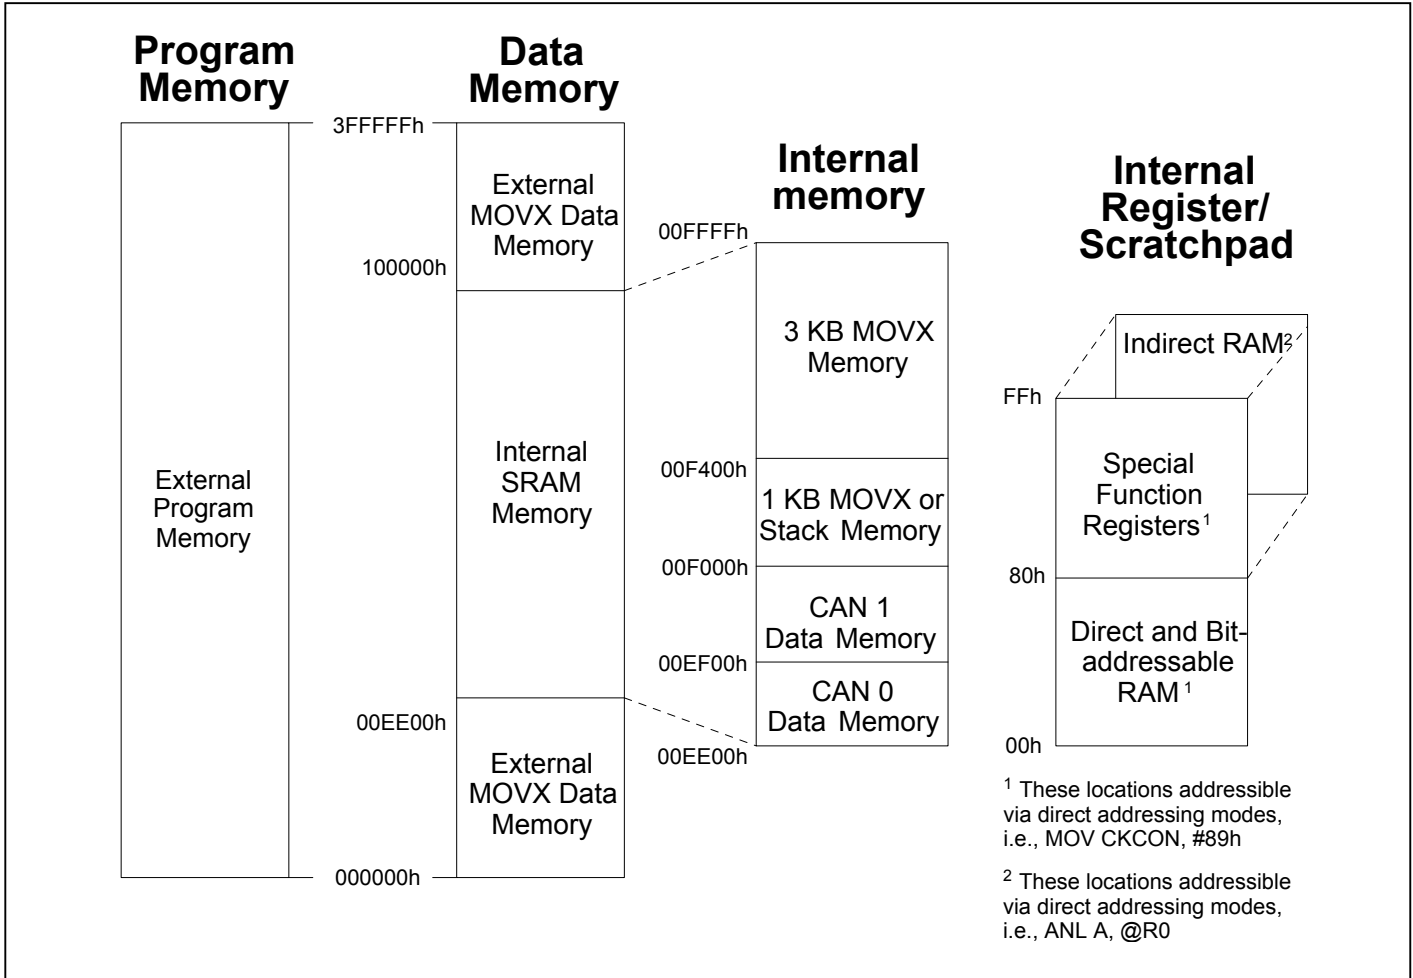 Program
Memory
External
Program
Memory
3FFFFFh
000000h
Data
Memory
External
MOVX Data
Memory
100000h
Internal
SRAM
Memory
00EE00h
External
MOVX Data
Memory
Internal
memory
00FFFFh
3 KB MOVX
Memory
00F400h
1 KB MOVX or
Stack Memory
00F000h
CAN 1
Data Memory
00EF00h
CAN 0
Data Memory
00EE00h
Internal
Register/
Scratchpad
Indirect RAM²
FFh
Special
Function
Registers¹
80h
Direct and Bit-
addressable
RAM¹
00h
¹ These locations addressible
via direct addressing modes,
i.e., MOV CKCON, #89h
² These locations addressible
via direct addressing modes,
i.e., ANL A, @R0